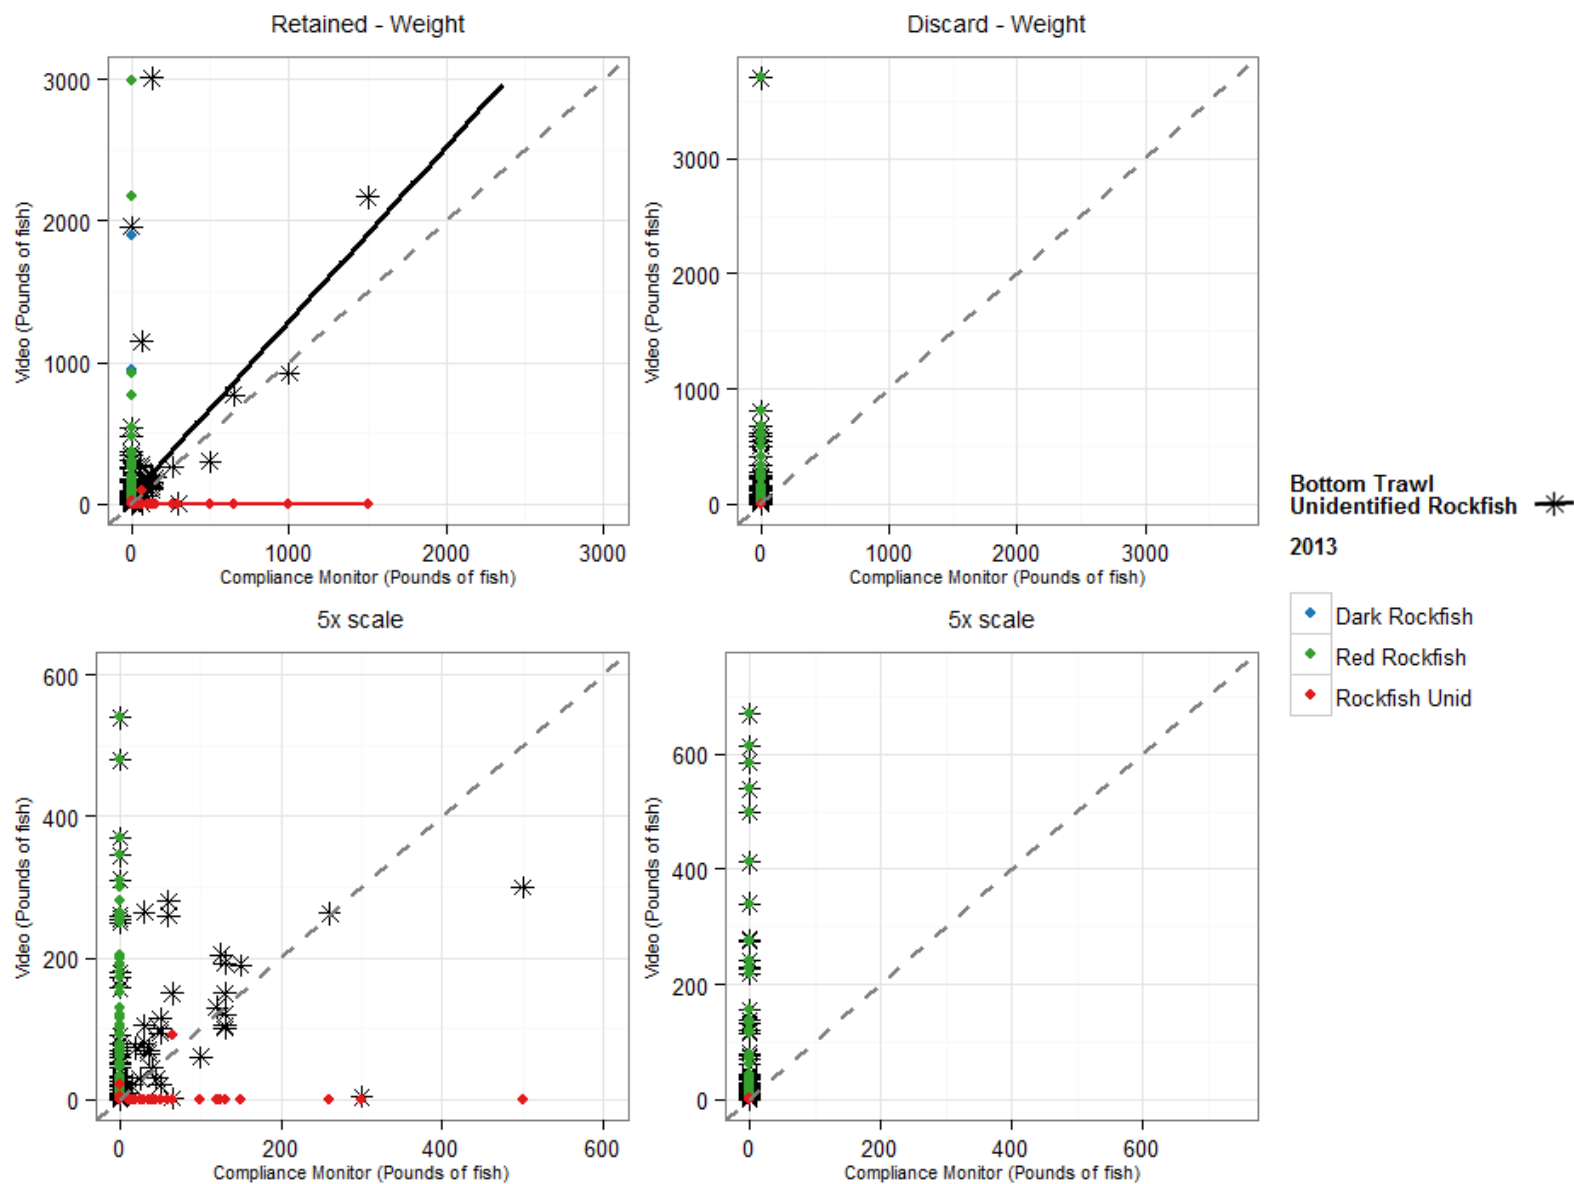 Retained - Weight
Discard - Weight
Video (Pounds of fish)
3000
2000
1000
0
0 1000 2000 3000
Compliance Monitor (Pounds of fish)
Video (Pounds of fish)
3000
2000
1000
0
0 1000 2000 3000
Compliance Monitor (Pounds of fish)
5x scale
5x scale
Video (Pounds of fish)
600
400
200
0
0 200 400 600
Compliance Monitor (Pounds of fish)
Video (Pounds of fish)
600
400
200
0
0 200 400 600
Compliance Monitor (Pounds of fish)
Bottom Trawl
Unidentified Rockfish
2013
Dark Rockfish
Red Rockfish
Rockfish Unid